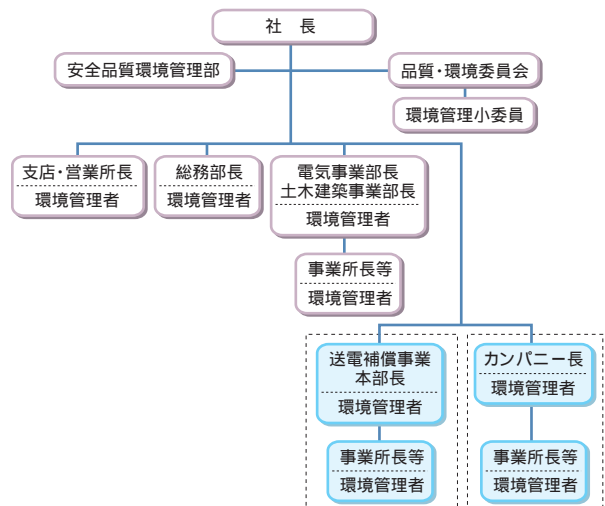 社　長
安全品質環境管理部
品質・環境委員会
環境管理小委員
支店・営業所長
環境管理者
総務部長
環境管理者
電気事業部長
土木建築事業部長
環境管理者
事業所長等
環境管理者
送電補償事業
本部長
環境管理者
カンパニー長
環境管理者
事業所長等
環境管理者
事業所長等
環境管理者